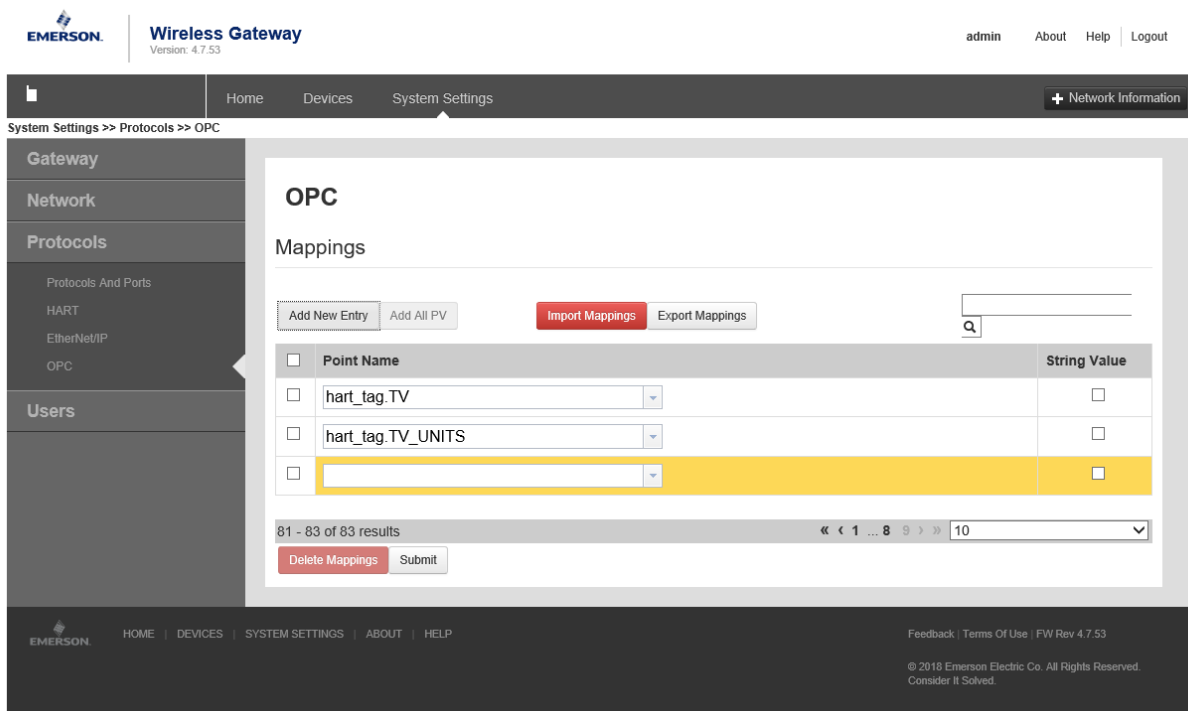 EMERSON.
Wireless Gateway
Version: 4.7.53
admin About Help Logout
Home Devices System Settings
Network Information
System Settings >> Protocols >> OPC
Gateway
Network
Protocols
Protocols And Ports
HART
EtherNet/IP
OPC
Users
OPC
Mappings
Add New Entry Add All PV Import Mappings Export Mappings
Point Name String Value
hart_tag.TV
hart_tag.TV_UNITS
81 - 83 of 83 results « ‹ 1 ... 8 9 › » 10
Delete Mappings Submit
EMERSON.
HOME | DEVICES | SYSTEM SETTINGS | ABOUT | HELP
Feedback | Terms Of Use | FW Rev 4.7.53
© 2018 Emerson Electric Co. All Rights Reserved.
Consider It Solved.